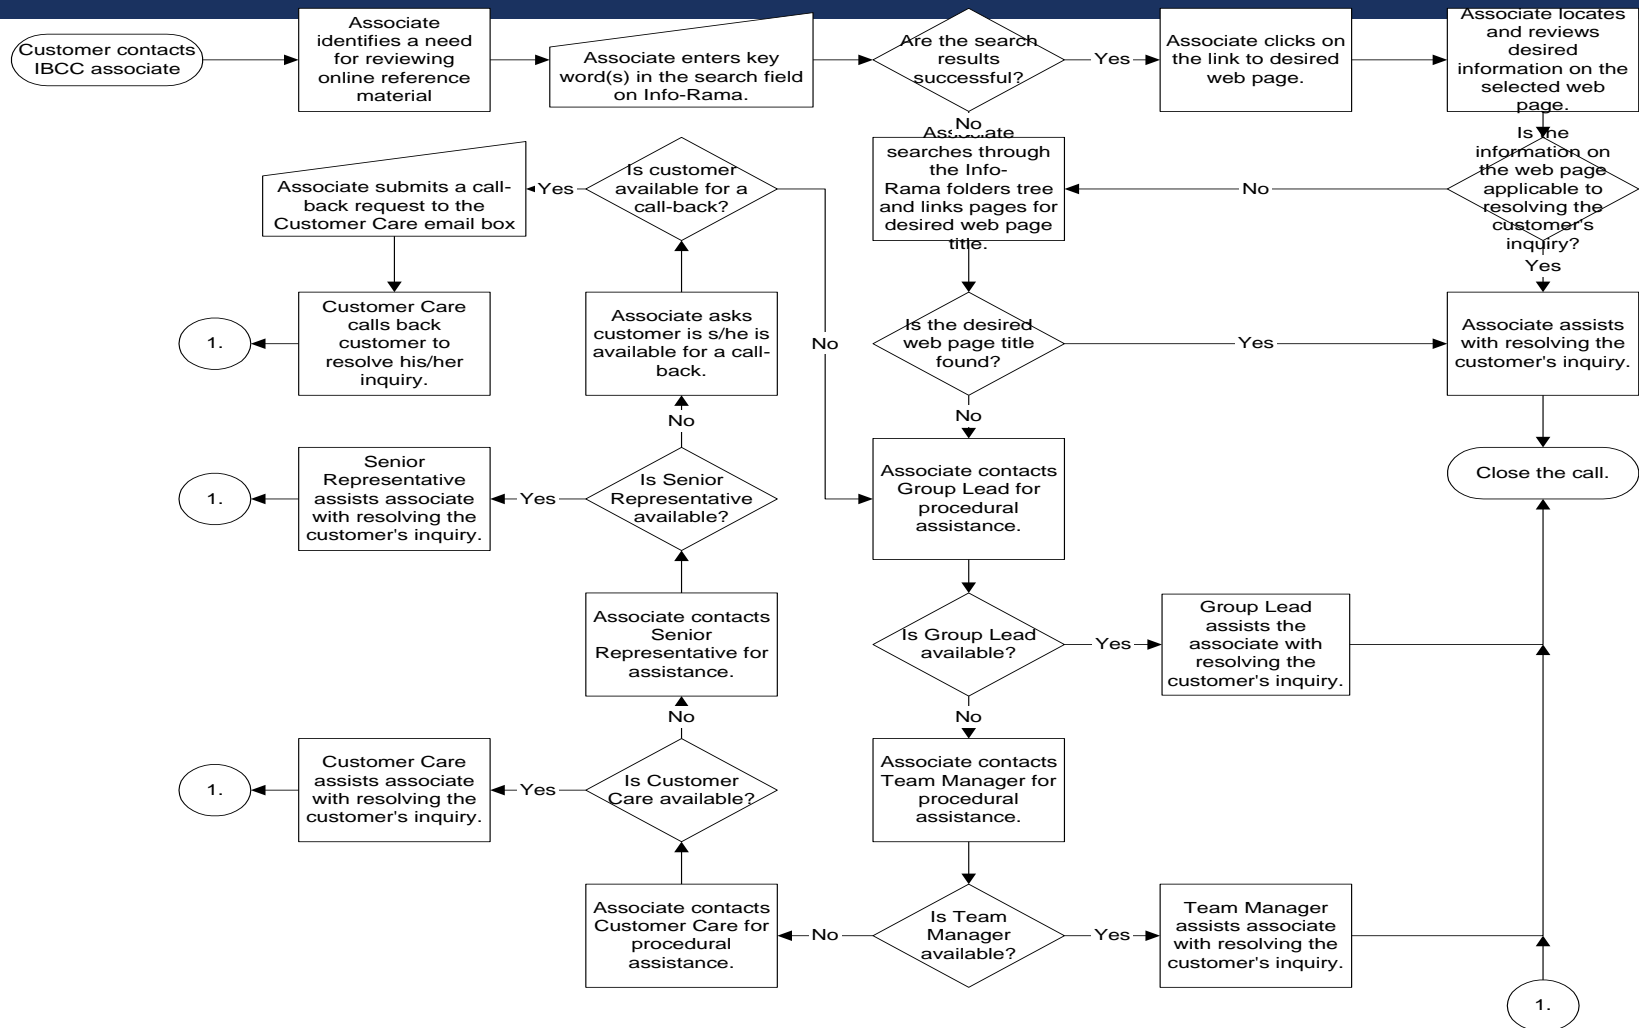 Customer contacts
IBCC associate
Associate
identifies a need
for reviewing
online reference
material
Associate enters key
word(s) in the search field
on Info-Rama.
Are the search
results
successful?
Yes
Associate clicks on
the link to desired
web page.
Associate locates
and reviews
desired
information on the
selected web
page.
No
Is customer
available for a
call-back?
Yes
Associate submits a call-
back request to the
Customer Care email box
Associate
searches through
the Info-
Rama folders tree
and links pages for
desired web page
title.
No
Is the
information on
the web page
applicable to
resolving the
customer's
inquiry?
Yes
1.
Customer Care
calls back
customer to
resolve his/her
inquiry.
Associate asks
customer is s/he is
available for a call-
back.
No
Is the desired
web page title
found?
Yes
Associate assists
with resolving the
customer's inquiry.
No
No
1.
Senior
Representative
assists associate
with resolving the
customer's inquiry.
Yes
Is Senior
Representative
available?
Associate contacts
Group Lead for
procedural
assistance.
Close the call.
Associate contacts
Senior
Representative for
assistance.
Is Group Lead
available?
Yes
Group Lead
assists the
associate with
resolving the
customer's inquiry.
No
No
1.
Customer Care
assists associate
with resolving the
customer's inquiry.
Yes
Is Customer
Care available?
Associate contacts
Team Manager for
procedural
assistance.
Associate contacts
Customer Care for
procedural
assistance.
No
Is Team
Manager
available?
Yes
Team Manager
assists associate
with resolving the
customer's inquiry.
1.